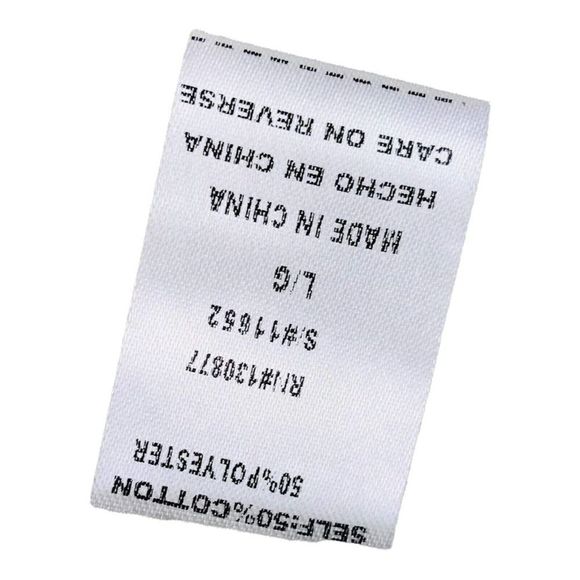 SELF:50%COTTON
50%POLYESTER
RN#130877
S/#11652
L/G
MADE IN CHINA
HECHO EN CHINA
CARE ON REVERSE